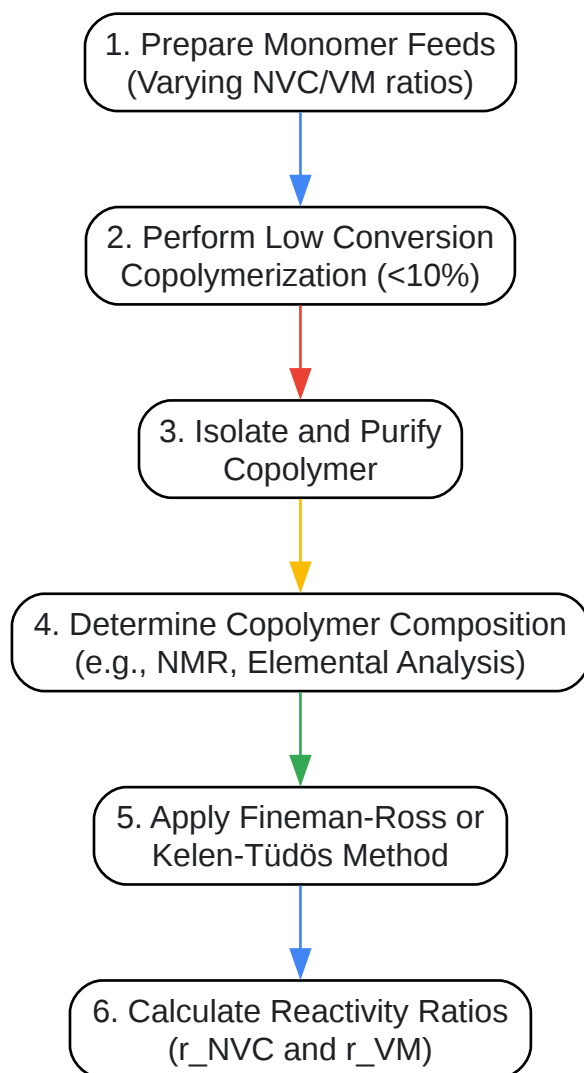 1. Prepare Monomer Feeds
(Varying NVC/VM ratios)
2. Perform Low Conversion
Copolymerization (<10%)
3. Isolate and Purify
Copolymer
4. Determine Copolymer Composition
(e.g., NMR, Elemental Analysis)
5. Apply Fineman-Ross or
Kelen-Tüdös Method
6. Calculate Reactivity Ratios
(r_NVC and r_VM)